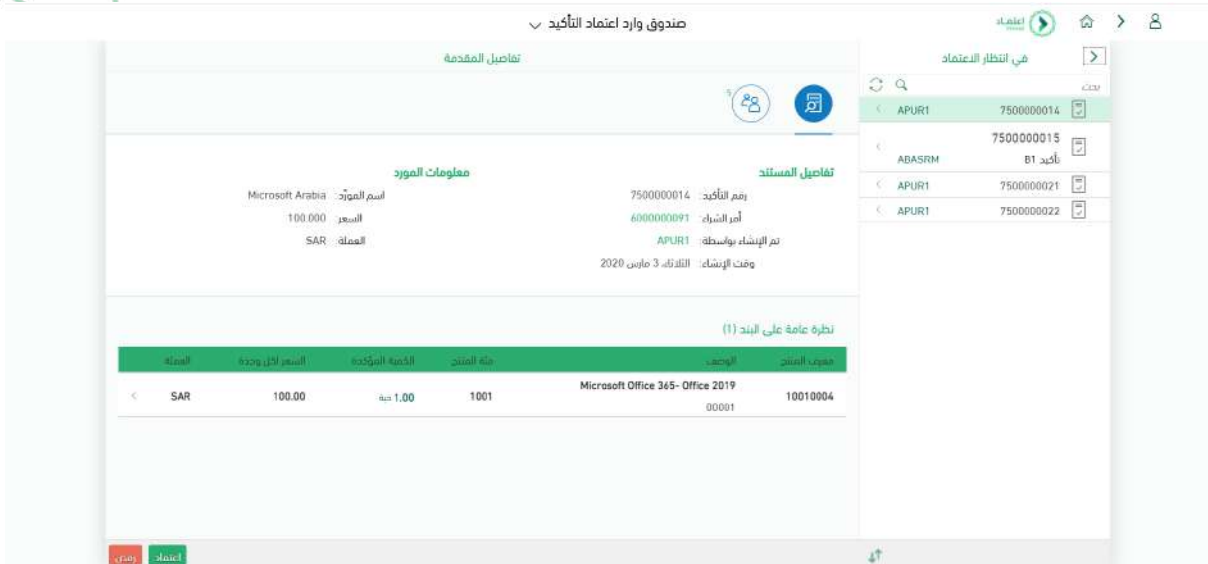 صندوق وارد اعتماد التأكيد
اعتماد
في انتظار الاعتماد
بحث
7500000014 APUR1
7500000015
تأكيد B1 ABASRM
7500000021 APUR1
7500000022 APUR1
تفاصيل المقدمة
5
تفاصيل المستند
رقم التأكيد: 7500000014
أمر الشراء: 6000000091
تم الإنشاء بواسطة: APUR1
وقت الإنشاء: الثلاثاء، 3 مارس 2020
معلومات المورد
اسم المورّد: Microsoft Arabia
السعر: 100.000
العملة: SAR
نظرة عامة على البند (1)
معرف المنتج الوصف فئة المنتج الكمية المؤكدة السعر لكل وحدة العملة
10010004 Microsoft Office 365- Office 2019 1001 1.00 حبة 100.00 SAR
00001
اعتماد رفض